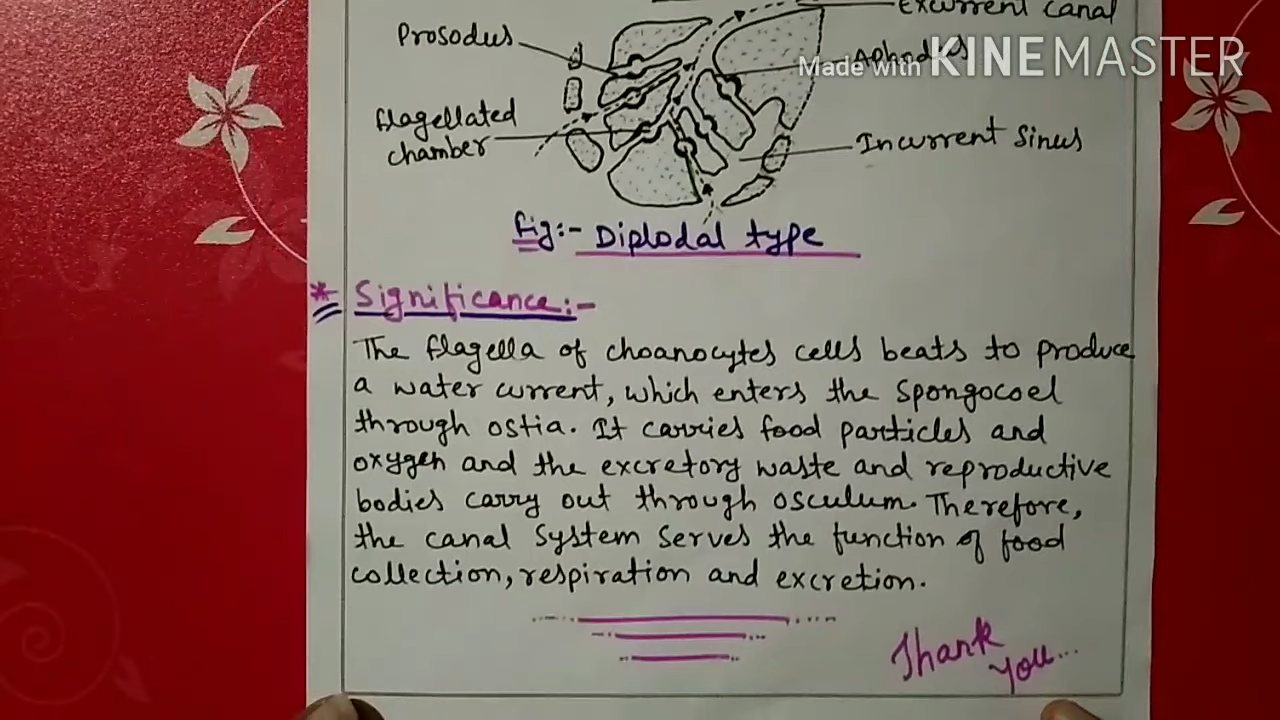 Excurrent canal
Prosodus
Aphodus
Made with KINEMASTER
flagellated
chamber
Incurrent Sinus
fig:- Diplodal type
* Significance:-
The flagella of choanocytes cells beats to produce
a water current, which enters the spongocoel
through ostia. It carries food particles and
oxygen and the excretory waste and reproductive
bodies carry out through osculum. Therefore,
the canal system serves the function of food
collection, respiration and excretion.
Thank
you...